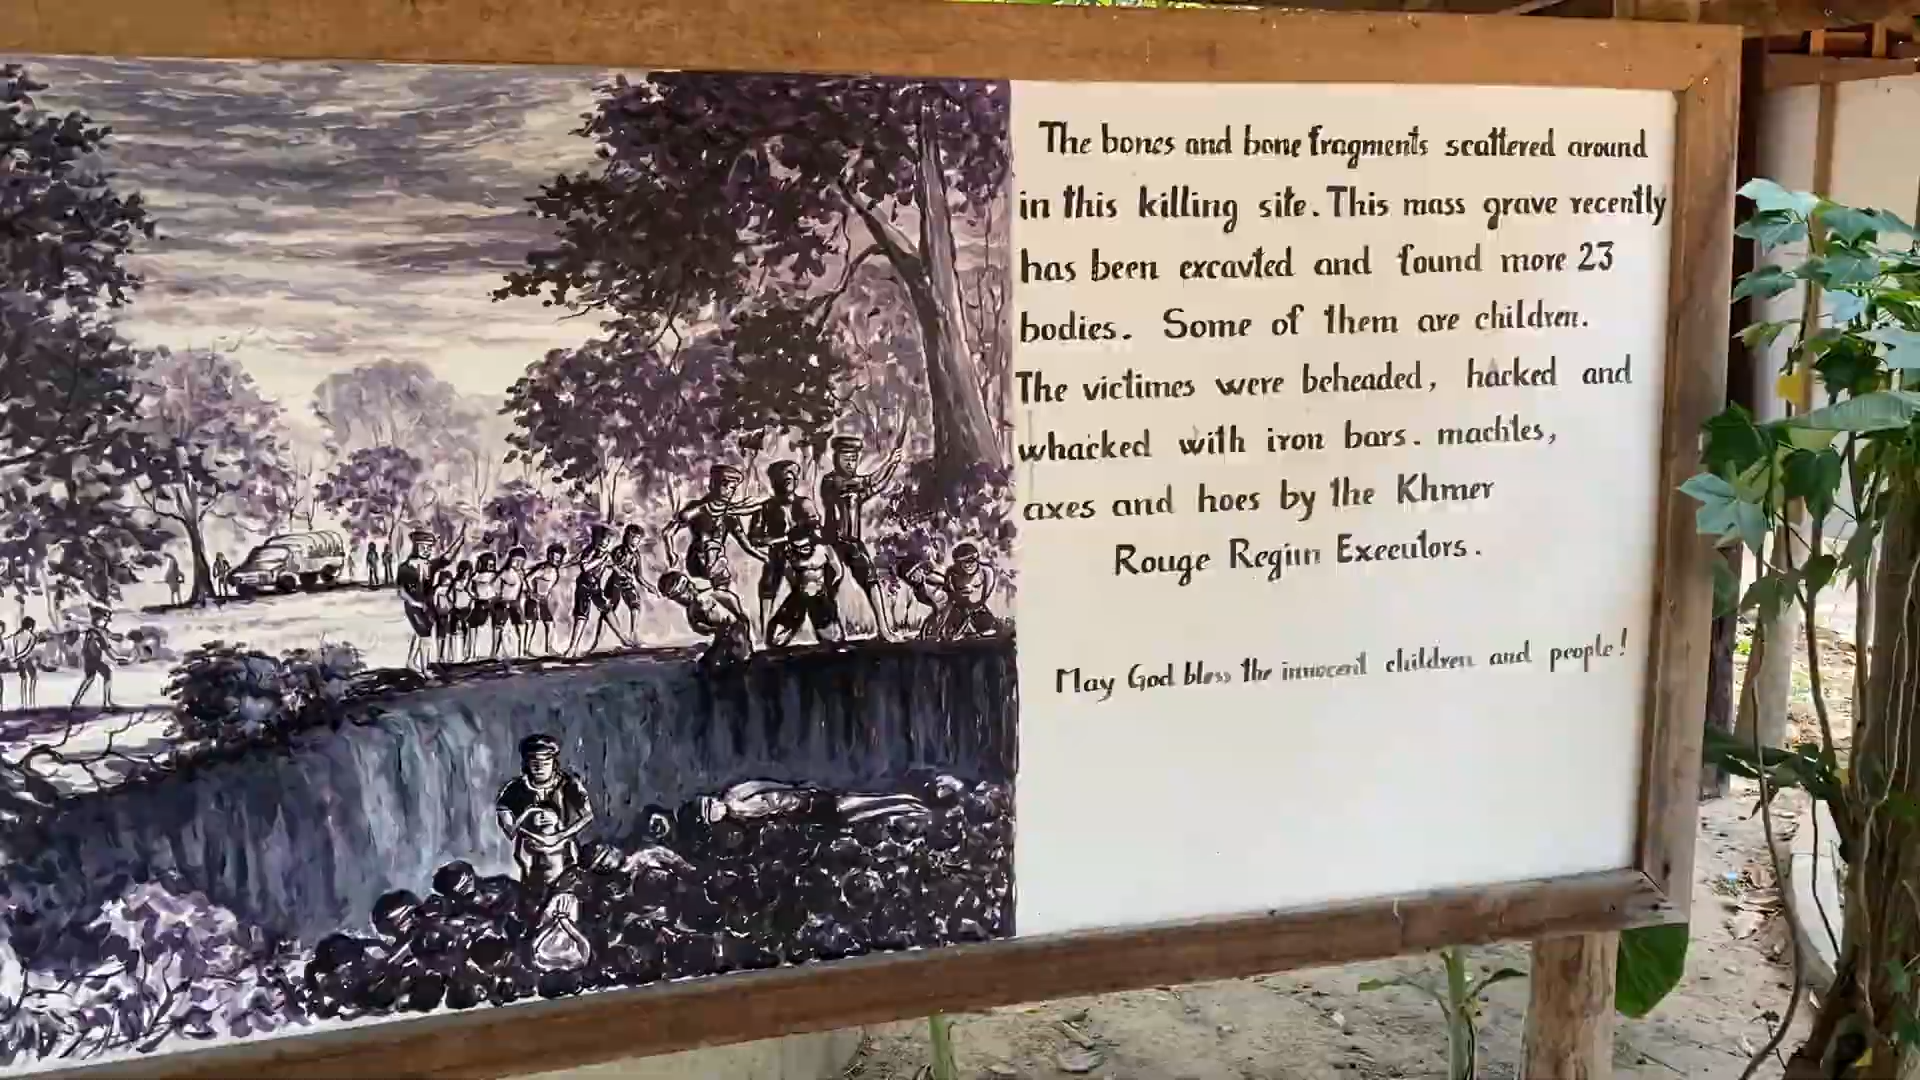 The bones and bone fragments scattered around
in this killing site. This mass grave recently
has been excavted and found more 23
bodies. Some of them are children.
The victimes were beheaded, hacked and
whacked with iron bars. machtes,
axes and hoes by the Khmer
Rouge Regim Executors.
May God bless the innocent children and people!